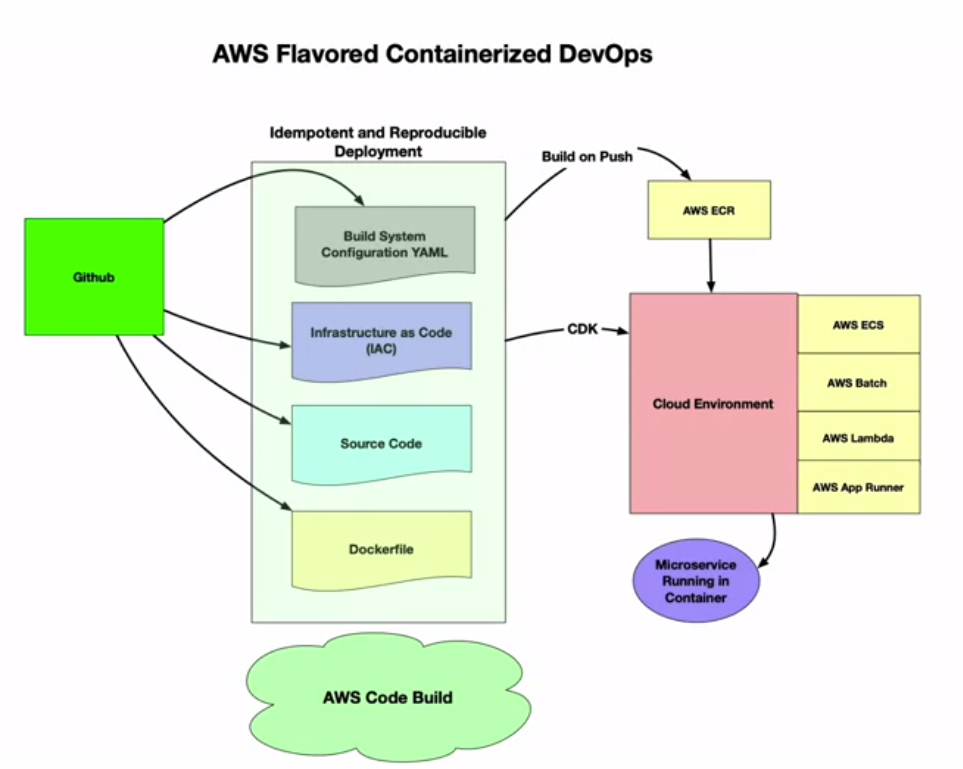 AWS Flavored Containerized DevOps
Idempotent and Reproducible
Deployment
Build on Push
AWS ECR
Build System
Configuration YAML
Github
Infrastructure as Code
(IAC)
CDK
AWS ECS
AWS Batch
Cloud Environment
AWS Lambda
Source Code
AWS App Runner
Dockerfile
Microservice
Running in
Container
AWS Code Build